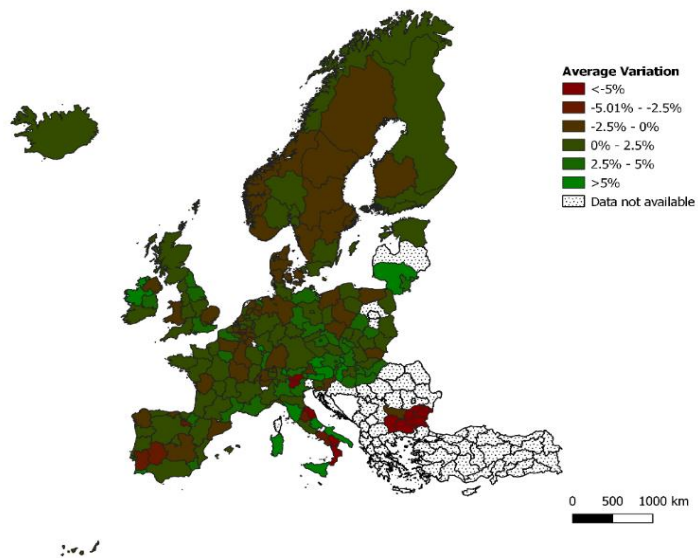 Average Variation
<-5%
-5.01% - -2.5%
-2.5% - 0%
0% - 2.5%
2.5% - 5%
>5%
Data not available
0 500 1000 km